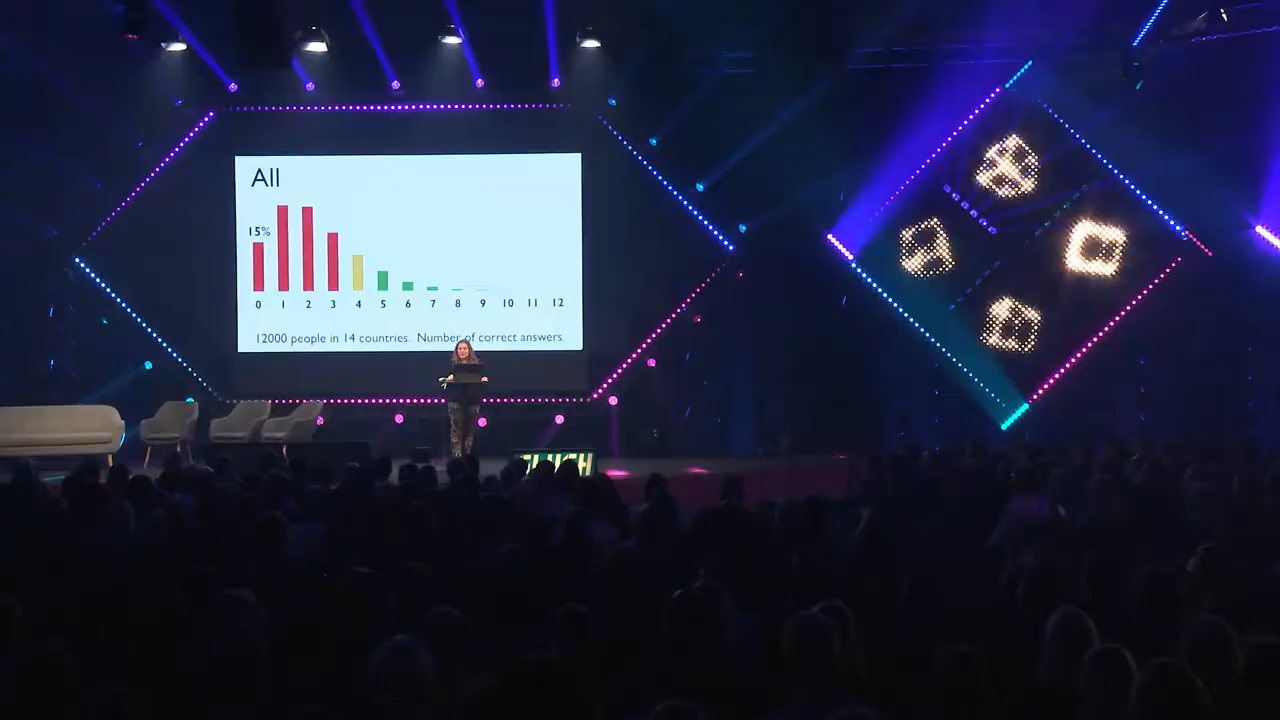 All
15%
0 1 2 3 4 5 6 7 8 9 10 11 12
12000 people in 14 countries. Number of correct answers.
SLUSH